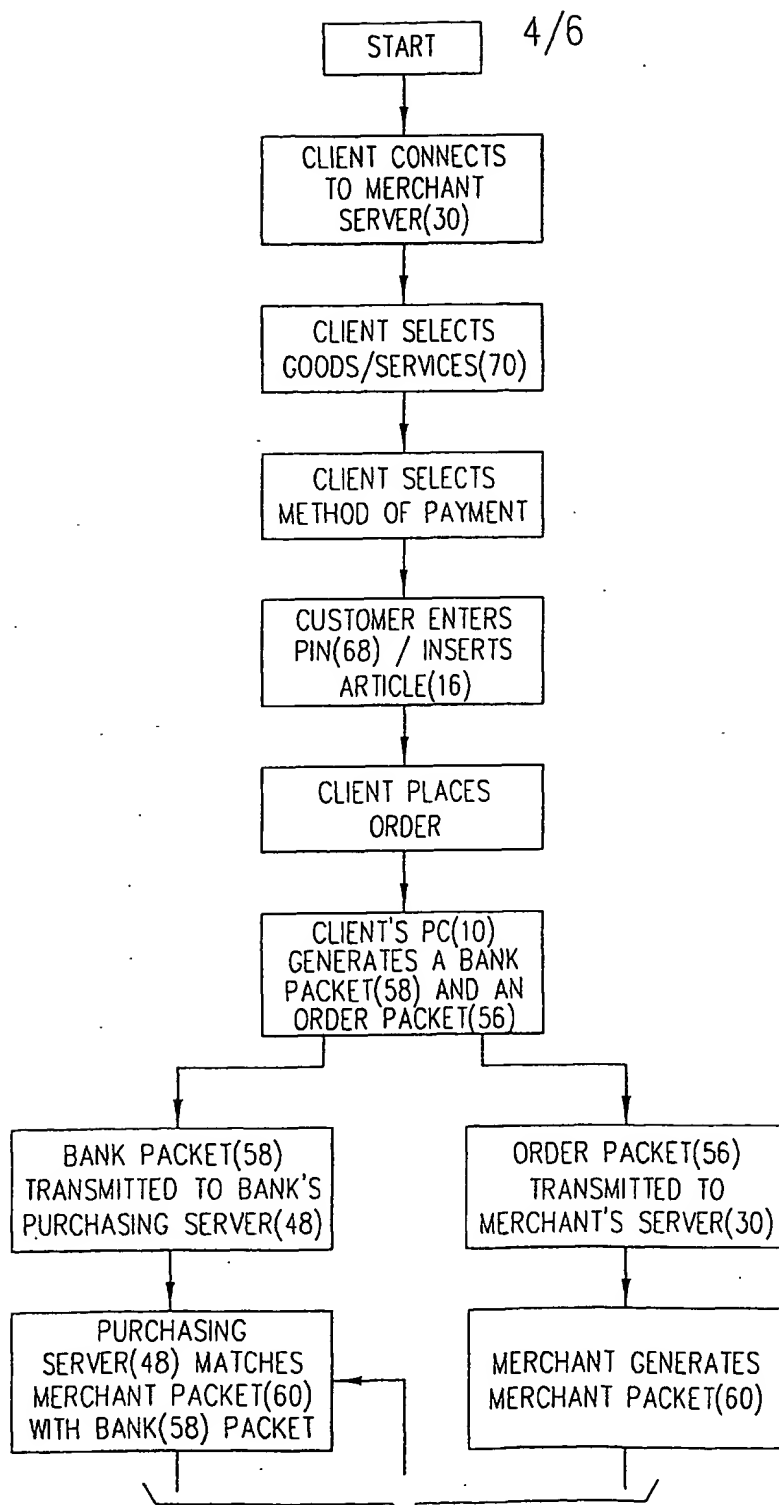 4/6
START
CLIENT CONNECTS
TO MERCHANT
SERVER(30)
CLIENT SELECTS
GOODS/SERVICES(70)
CLIENT SELECTS
METHOD OF PAYMENT
CUSTOMER ENTERS
PIN(68) / INSERTS
ARTICLE(16)
CLIENT PLACES
ORDER
CLIENT'S PC(10)
GENERATES A BANK
PACKET(58) AND AN
ORDER PACKET(56)
BANK PACKET(58)
TRANSMITTED TO BANK'S
PURCHASING SERVER(48)
ORDER PACKET(56)
TRANSMITTED TO
MERCHANT'S SERVER(30)
PURCHASING
SERVER(48) MATCHES
MERCHANT PACKET(60)
WITH BANK(58) PACKET
MERCHANT GENERATES
MERCHANT PACKET(60)